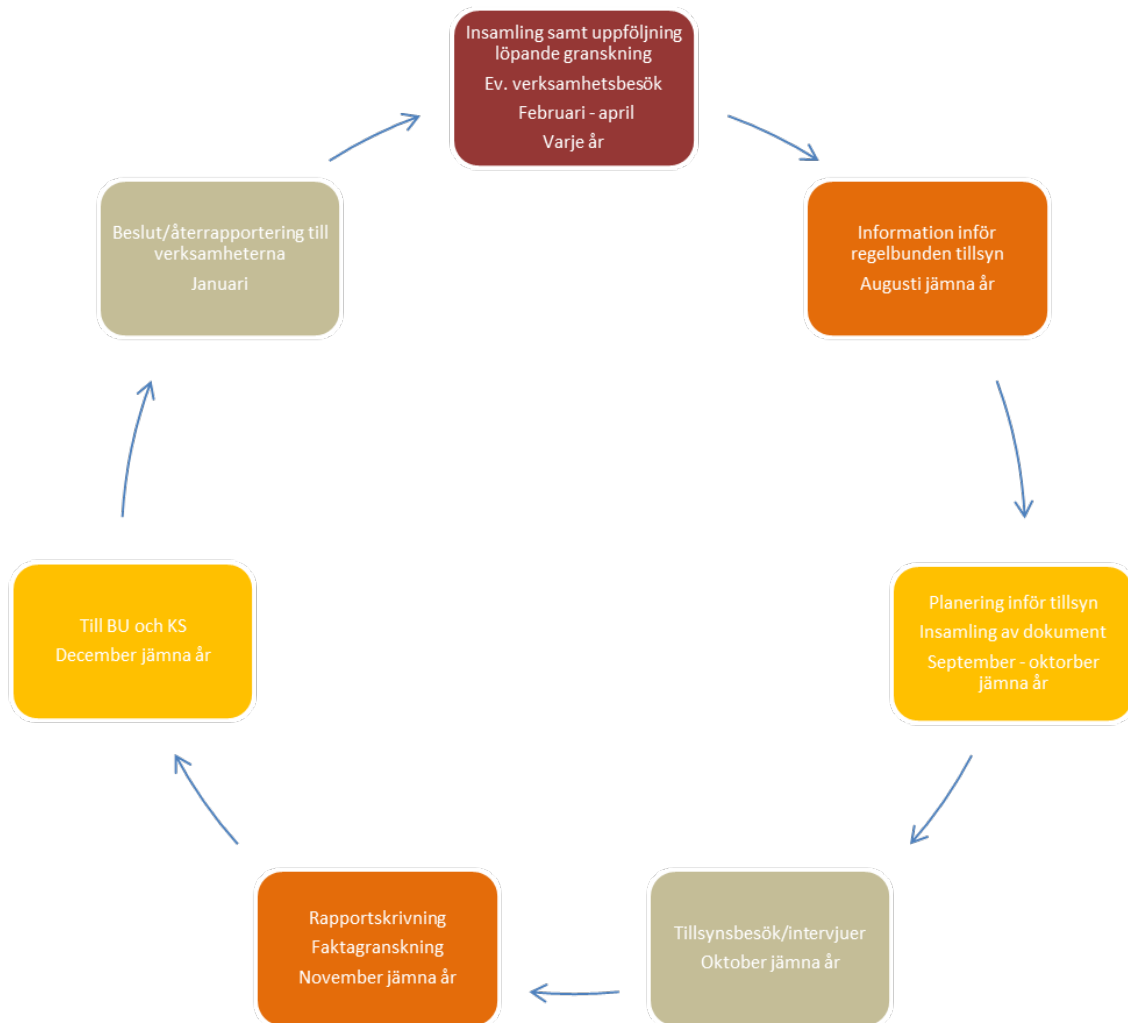 Insamling samt uppföljning
löpande granskning
Ev. verksamhetsbesök
Februari - april
Varje år
Information inför
regelbunden tillsyn
Augusti jämna år
Planering inför tillsyn
Insamling av dokument
September - oktorber
jämna år
Tillsynsbesök/intervjuer
Oktober jämna år
Rapportskrivning
Faktagranskning
November jämna år
Till BU och KS
December jämna år
Beslut/återrapportering till
verksamheterna
Januari